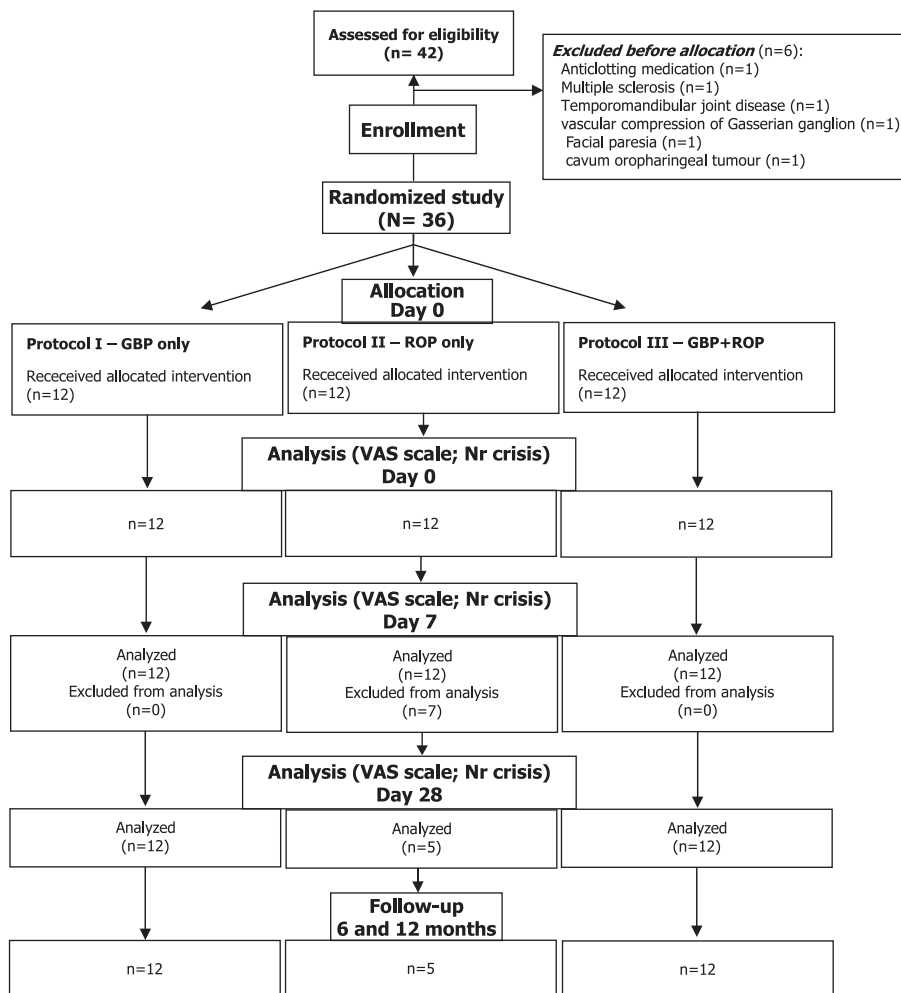 Assessed for eligibility
(n= 42)
Excluded before allocation (n=6):
Anticlotting medication (n=1)
Multiple sclerosis (n=1)
Temporomandibular joint disease (n=1)
vascular compression of Gasserian ganglion (n=1)
Facial paresia (n=1)
cavum oropharingeal tumour (n=1)
Enrollment
Randomized study
(N= 36)
Allocation
Day 0
Protocol I – GBP only
Receceived allocated intervention
(n=12)
Protocol II – ROP only
Receceived allocated intervention
(n=12)
Protocol III – GBP+ROP
Receceived allocated intervention
(n=12)
Analysis (VAS scale; Nr crisis)
Day 0
n=12
n=12
n=12
Analysis (VAS scale; Nr crisis)
Day 7
Analyzed
(n=12)
Excluded from analysis
(n=0)
Analyzed
(n=12)
Excluded from analysis
(n=7)
Analyzed
(n=12)
Excluded from analysis
(n=0)
Analysis (VAS scale; Nr crisis)
Day 28
Analyzed
(n=12)
Analyzed
(n=5)
Analyzed
(n=12)
Follow-up
6 and 12 months
n=12
n=5
n=12